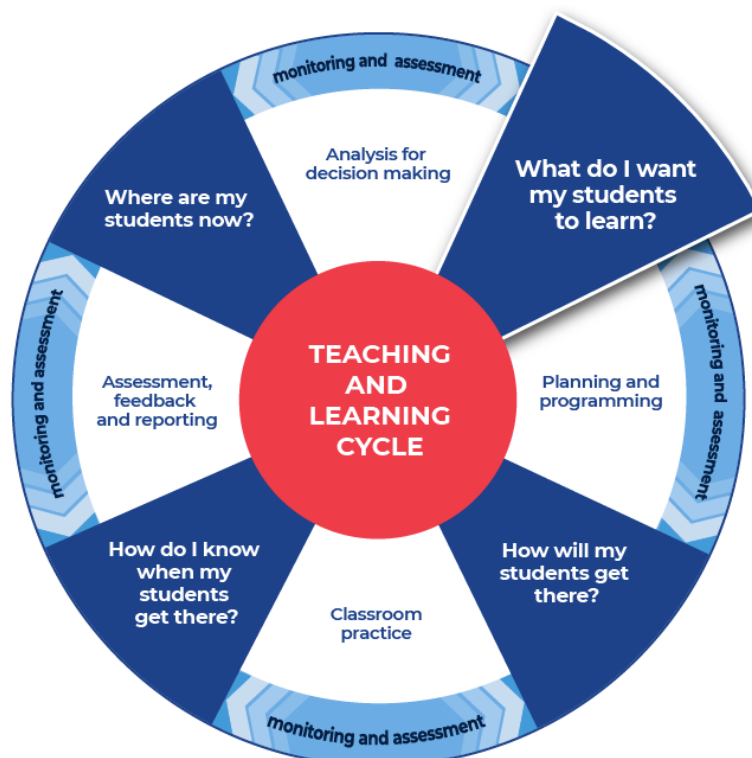 monitoring and assessment
Analysis for
decision making
What do I want
my students
to learn?
Where are my
students now?
monitoring and assessment
monitoring and assessment
TEACHING
AND
LEARNING
CYCLE
Assessment,
feedback
and reporting
Planning and
programming
How do I know
when my
students
get there?
How will my
students get
there?
Classroom
practice
monitoring and assessment